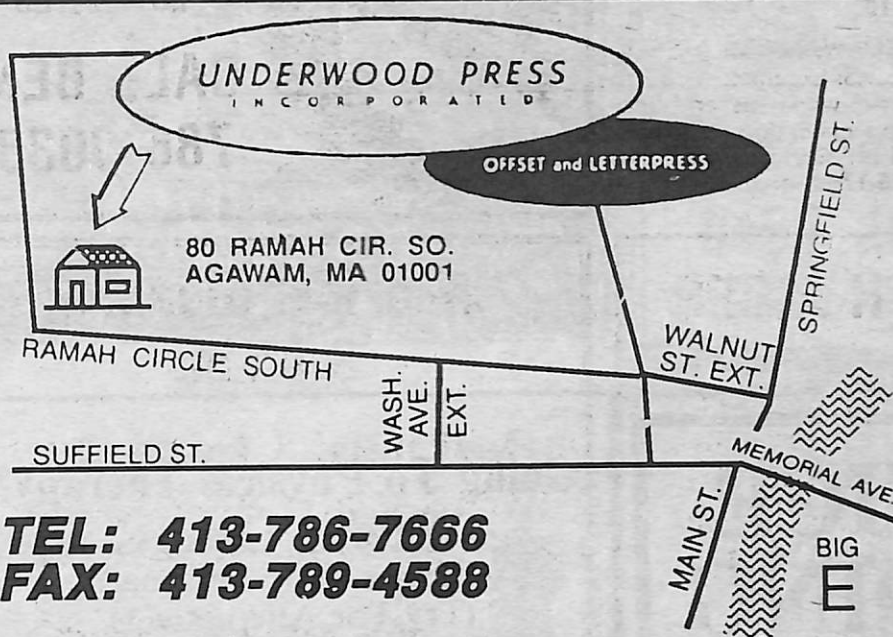 UNDERWOOD PRESS
INCORPORATED
OFFSET and LETTERPRESS
80 RAMAH CIR. SO.
AGAWAM, MA 01001
SPRINGFIELD ST.
RAMAH CIRCLE SOUTH
WALNUT
ST. EXT.
WASH.
AVE.
EXT.
SUFFIELD ST.
MEMORIAL AVE.
MAIN ST.
BIG
E
TEL: 413-786-7666
FAX: 413-789-4588